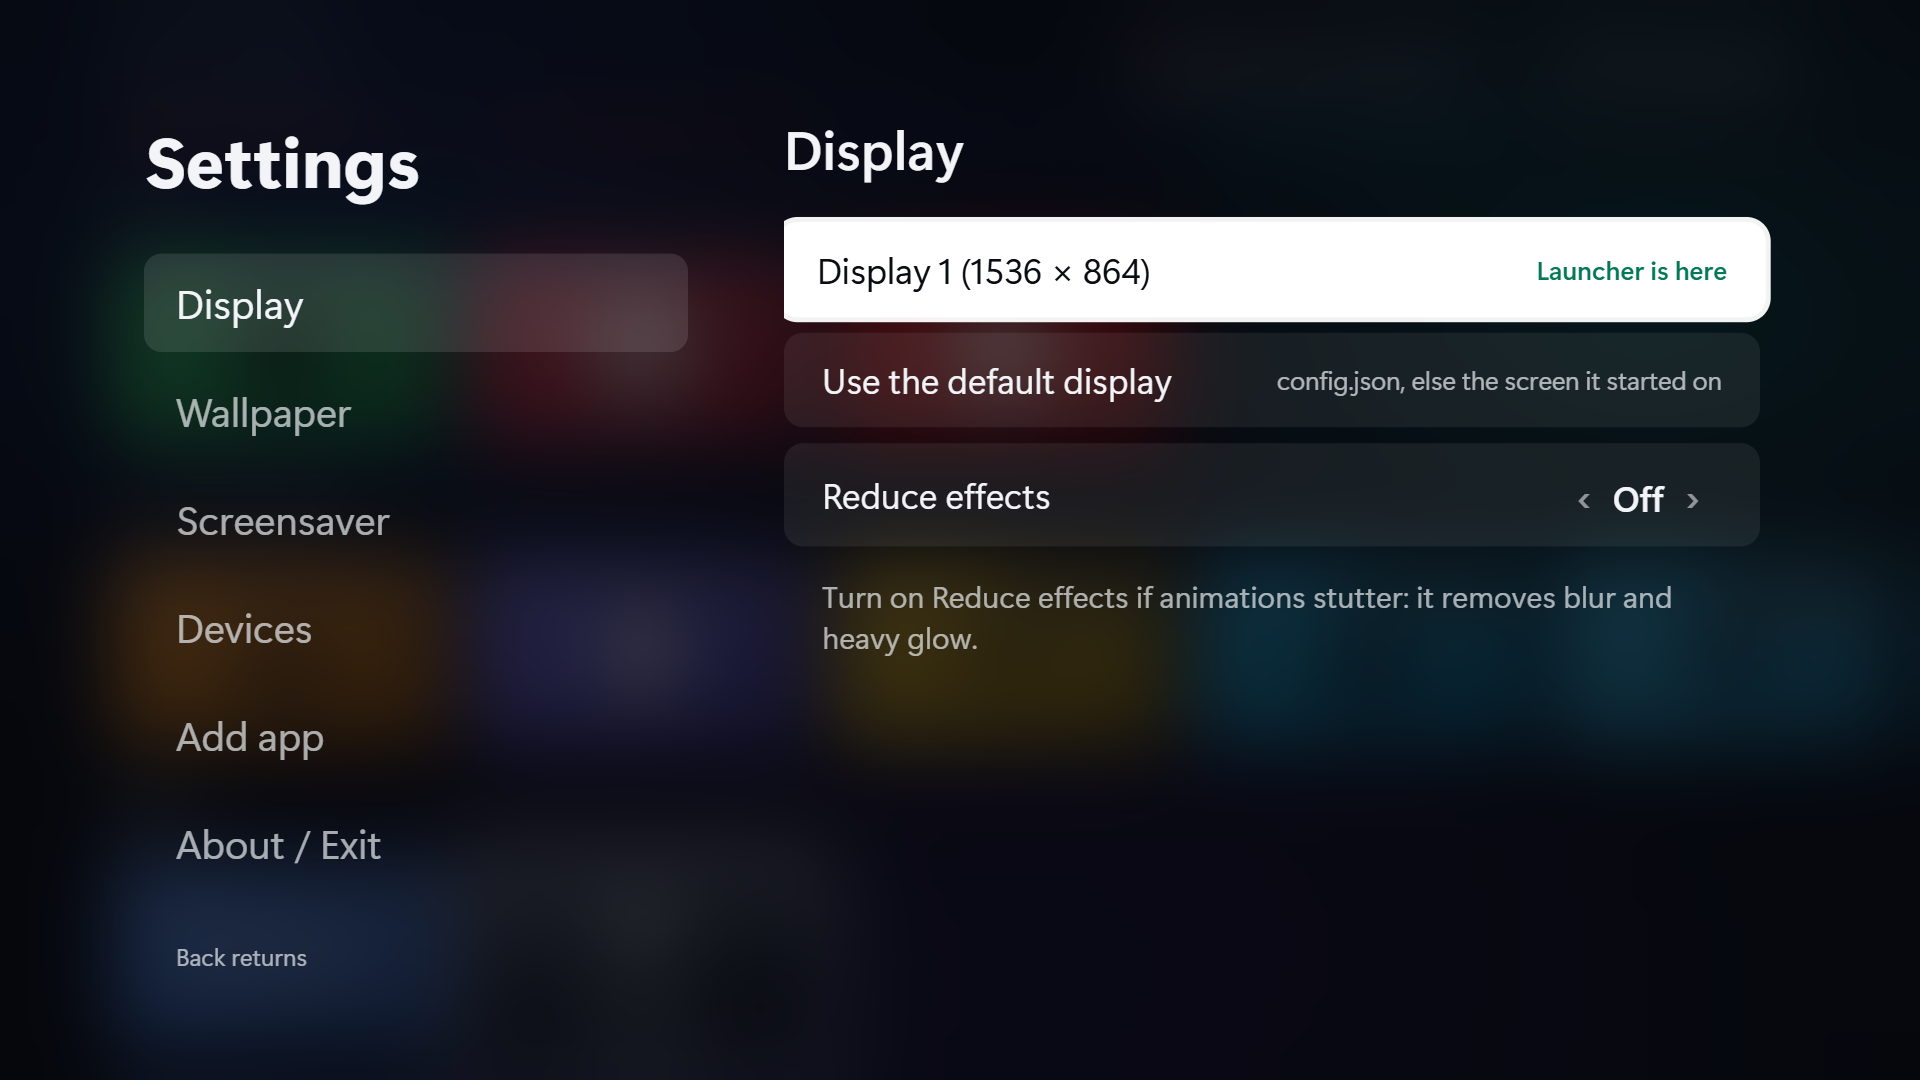 Settings
Display
Wallpaper
Screensaver
Devices
Add app
About / Exit
Back returns
Display
Display 1 (1536 × 864) Launcher is here
Use the default display config.json, else the screen it started on
Reduce effects ‹ Off ›
Turn on Reduce effects if animations stutter: it removes blur and
heavy glow.